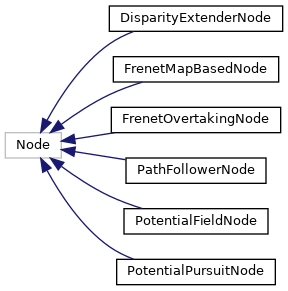 DisparityExtenderNode
FrenetMapBasedNode
FrenetOvertakingNode
Node
PathFollowerNode
PotentialFieldNode
PotentialPursuitNode